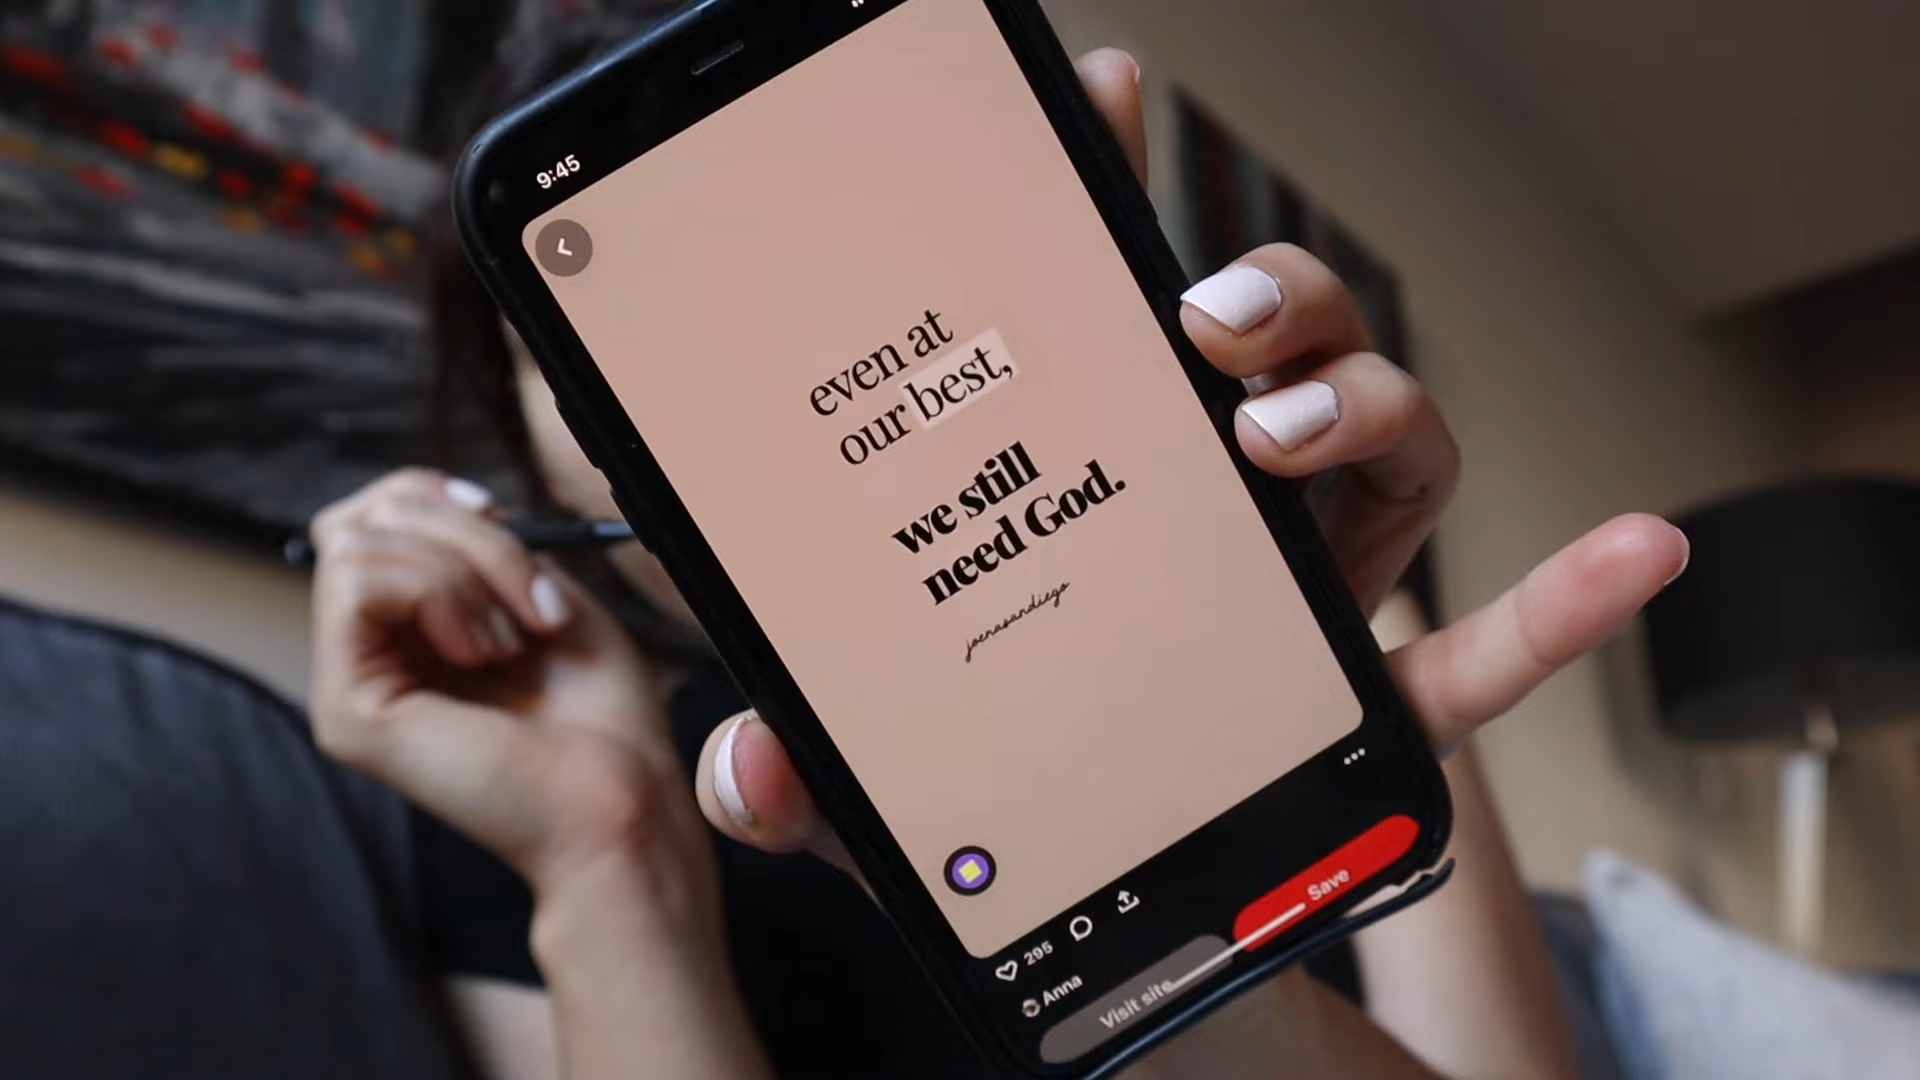 9:45
even at
our best,
we still
need God.
joenasandiego
295
Anna
Visit site
Save